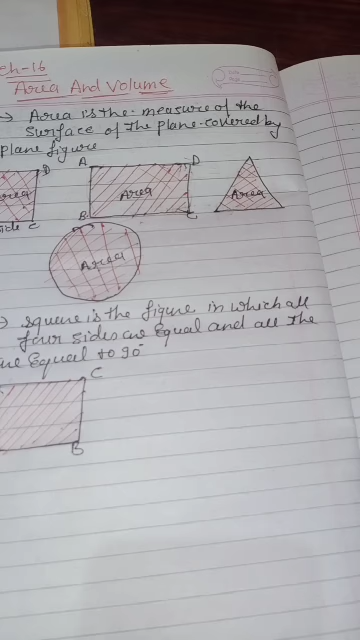 ch-16
Area And Volume
→ Area is the measure of the
surface of the plane covered by
plane figure
A D
D
Area
Area
B C
side C
Area
→ square is the figure in which all
four sides are Equal and all the
are Equal to 90°
C
B